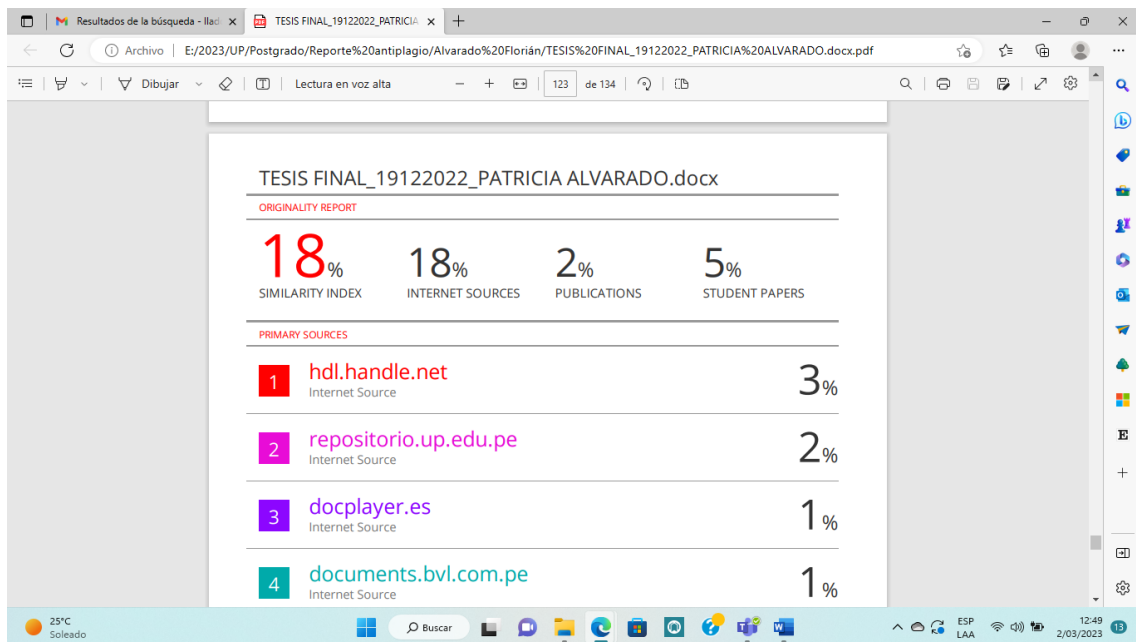 Resultados de la búsqueda - llad
TESIS FINAL_19122022_PATRICIA
Archivo E:/2023/UP/Postgrado/Reporte%20antiplagio/Alvarado%20Florián/TESIS%20FINAL_19122022_PATRICIA%20ALVARADO.docx.pdf
Dibujar Lectura en voz alta 123 de 134
TESIS FINAL_19122022_PATRICIA ALVARADO.docx
ORIGINALITY REPORT
18% 18% 2% 5%
SIMILARITY INDEX INTERNET SOURCES PUBLICATIONS STUDENT PAPERS
PRIMARY SOURCES
1 hdl.handle.net 3%
Internet Source
2 repositorio.up.edu.pe 2%
Internet Source
3 docplayer.es 1%
Internet Source
4 documents.bvl.com.pe 1%
Internet Source
25°C
Soleado
Buscar
ESP
LAA
12:49
2/03/2023
13